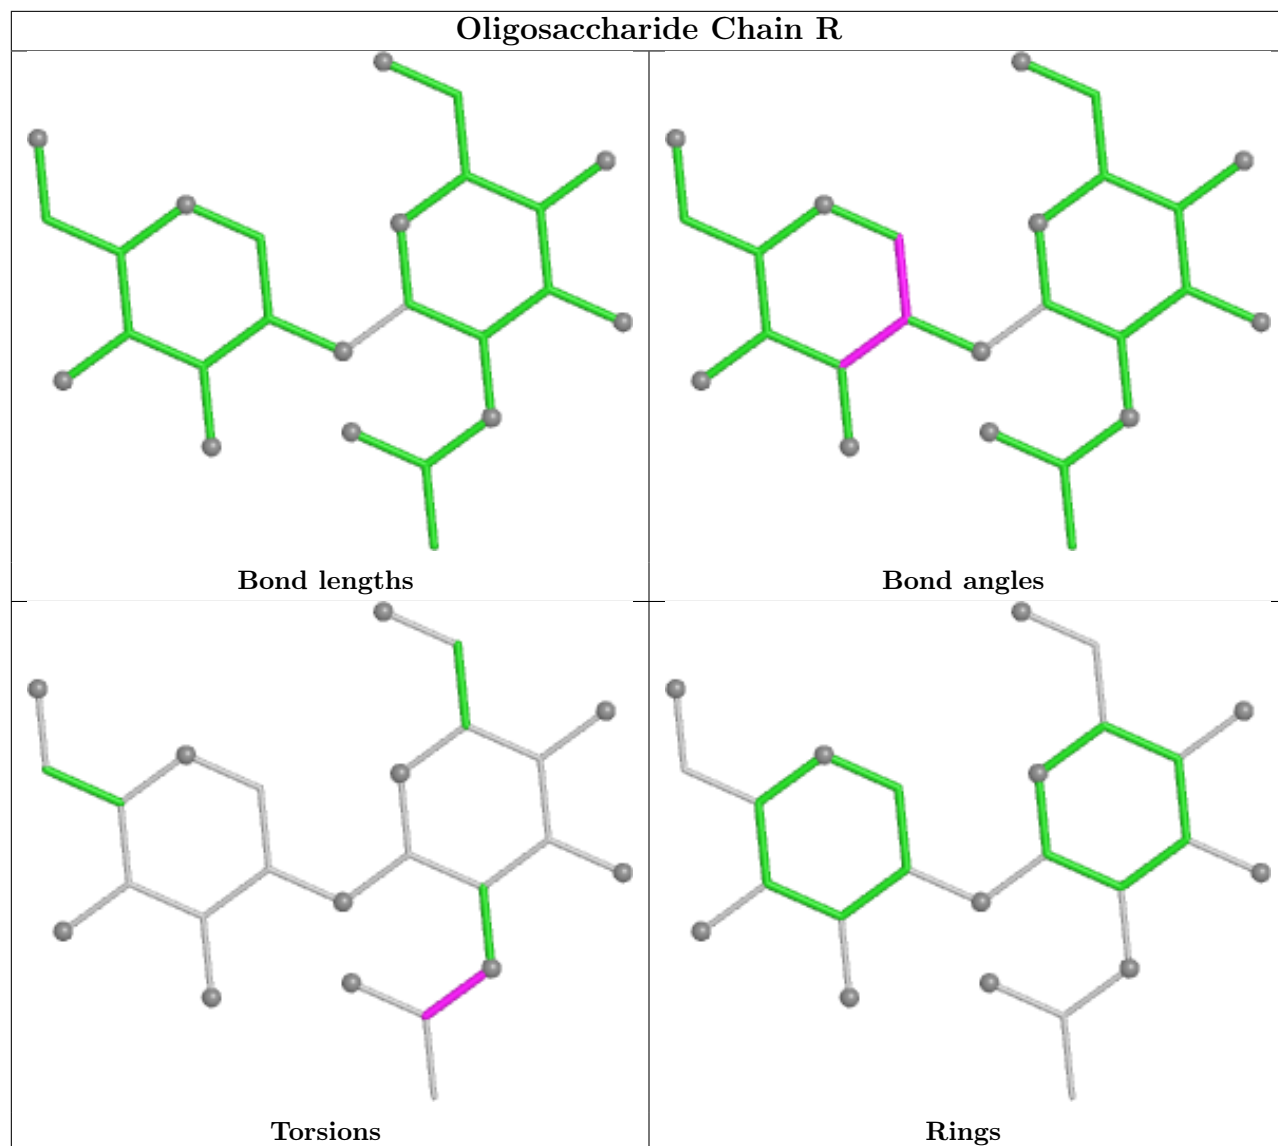 Oligosaccharide Chain R
Bond lengths
Bond angles
Torsions
Rings